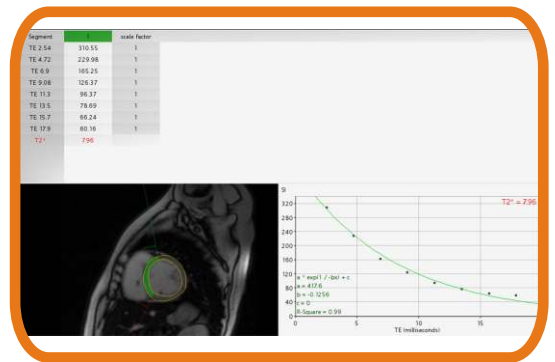 Segment 3 scale factor
TE 2.54 310.55 1
TE 4.72 229.98 1
TE 6.9 165.25 1
TE 9.08 126.37 1
TE 11.3 96.37 1
TE 13.5 78.69 1
TE 15.7 66.24 1
TE 17.9 60.16 1
T2* 7.96
SI
T2* = 7.96
320
280
240
200
160
120
80
40
0
a * exp(1 / -bx) + c
a = 417.6
b = -0.1256
c = 0
R-Square = 0.99
0 5 10 15
TE (milliseconds)